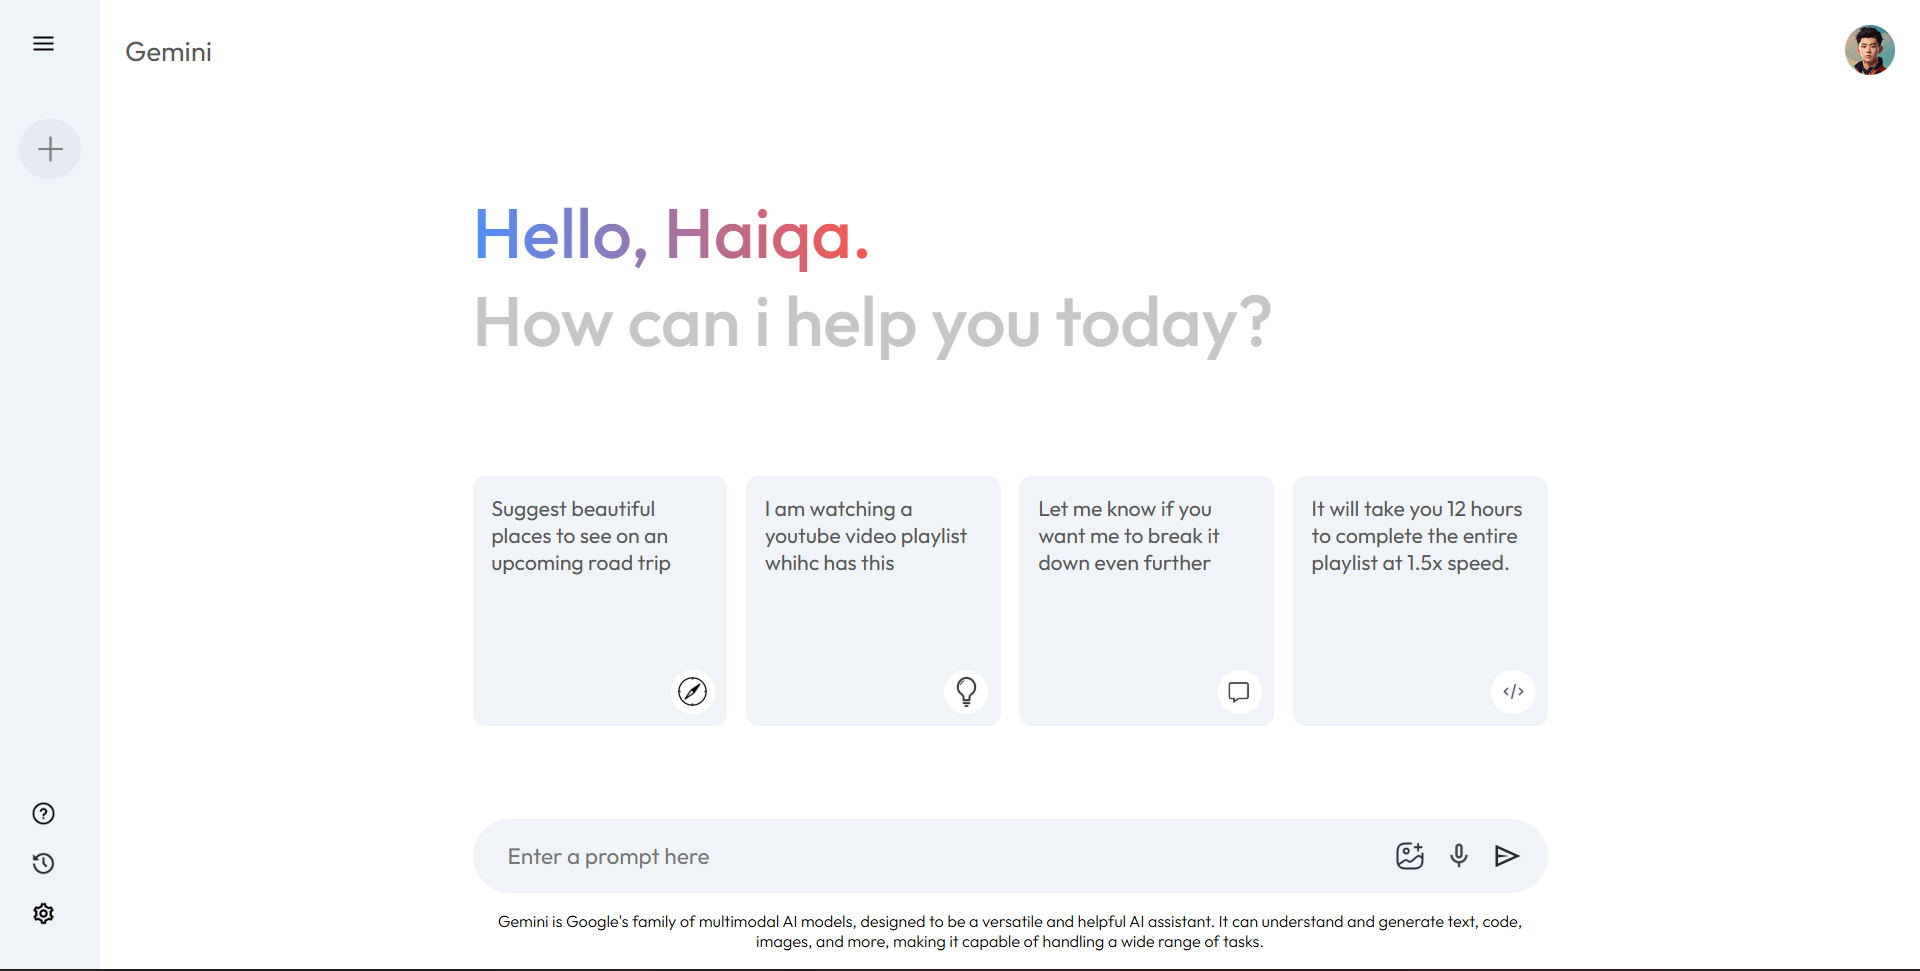 Gemini
Hello, Haiqa.
How can i help you today?
Suggest beautiful
places to see on an
upcoming road trip
I am watching a
youtube video playlist
whihc has this
Let me know if you
want me to break it
down even further
It will take you 12 hours
to complete the entire
playlist at 1.5x speed.
Enter a prompt here
Gemini is Google's family of multimodal AI models, designed to be a versatile and helpful AI assistant. It can understand and generate text, code,
images, and more, making it capable of handling a wide range of tasks.